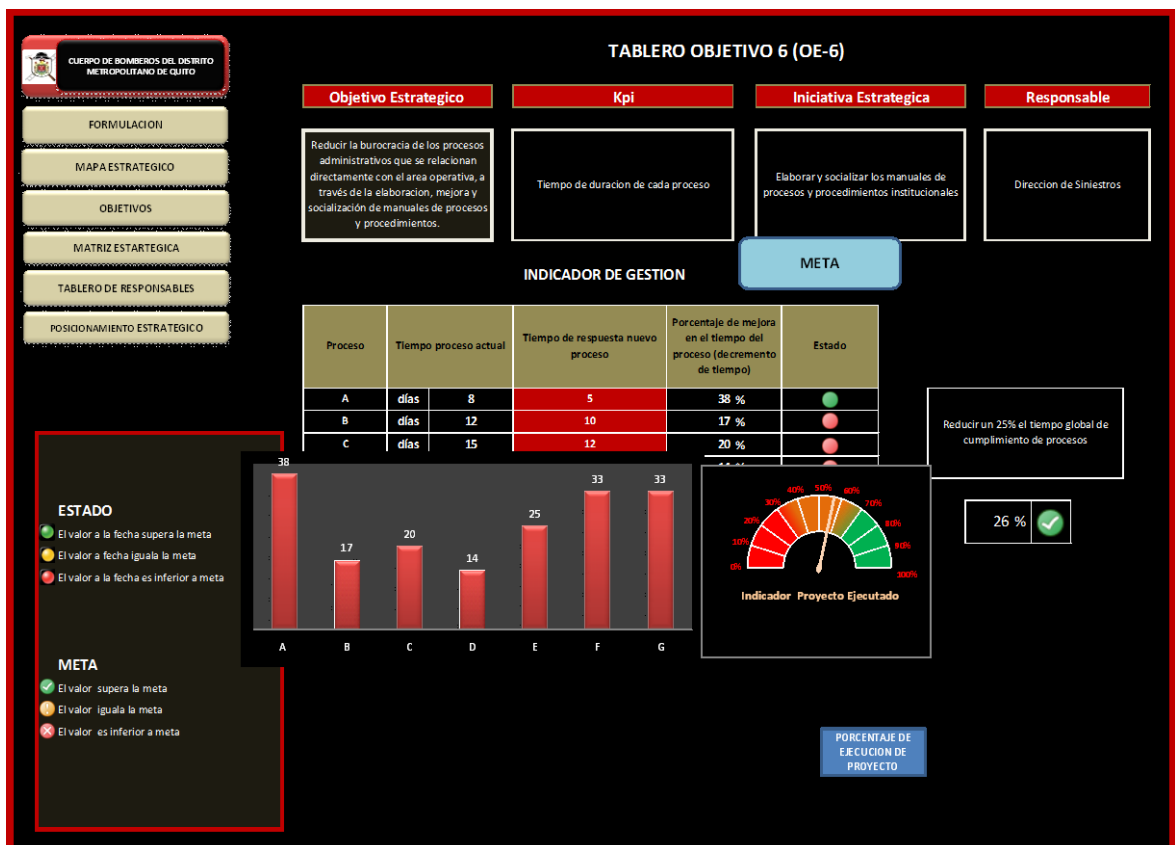 CUERPO DE BOMBEROS DEL DISTRITO
METROPOLITANO DE QUITO
FORMULACION
MAPA ESTRATEGICO
OBJETIVOS
MATRIZ ESTARTEGICA
TABLERO DE RESPONSABLES
POSICIONAMIENTO ESTRATEGICO
TABLERO OBJETIVO 6 (OE-6)
Objetivo Estrategico
Kpi
Iniciativa Estrategica
Responsable
Reducir la burocracia de los procesos
administrativos que se relacionan
directamente con el area operativa, a
través de la elaboracion, mejora y
socialización de manuales de procesos
y procedimientos.
Tiempo de duracion de cada proceso
Elaborar y socializar los manuales de
procesos y procedimientos institucionales
Direccion de Siniestros
INDICADOR DE GESTION
META
Proceso
Tiempo proceso actual
Tiempo de respuesta nuevo
proceso
Porcentaje de mejora
en el tiempo del
proceso (decremento
de tiempo)
Estado
A días 8 5 38 %
B días 12 10 17 %
C días 15 12 20 %
Reducir un 25% el tiempo global de
cumplimiento de procesos
26 %
ESTADO
El valor a la fecha supera la meta
El valor a fecha iguala la meta
El valor a la fecha es inferior a meta
META
El valor supera la meta
El valor iguala la meta
El valor es inferior a meta
38
17
20
14
25
33
33
A B C D E F G
0%
10%
20%
30%
40%
50%
60%
70%
80%
90%
100%
Indicador Proyecto Ejecutado
PORCENTAJE DE
EJECUCION DE
PROYECTO